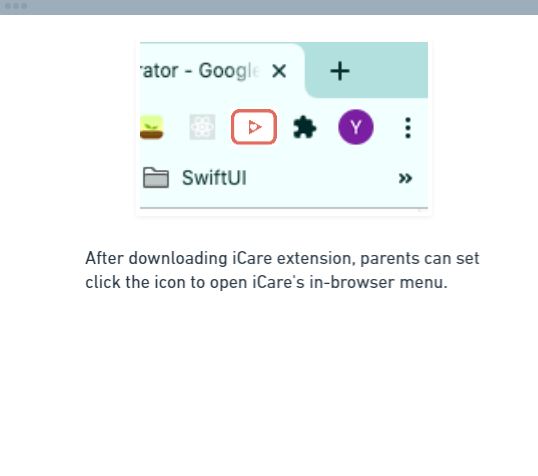 rator - Google
Y
SwiftUI
»
After downloading iCare extension, parents can set
click the icon to open iCare's in-browser menu.